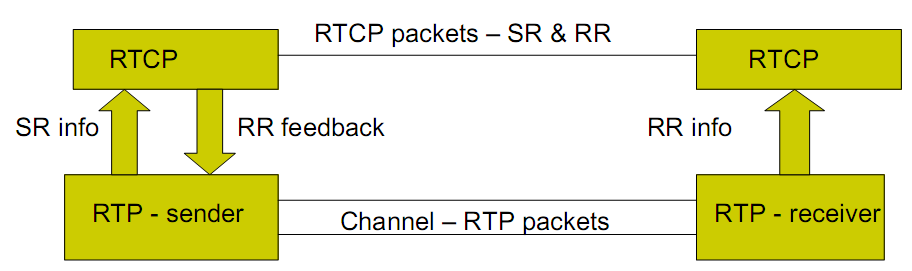 RTCP packets – SR & RR
RTCP
RTCP
SR info
RR feedback
RR info
RTP - sender
Channel – RTP packets
RTP - receiver